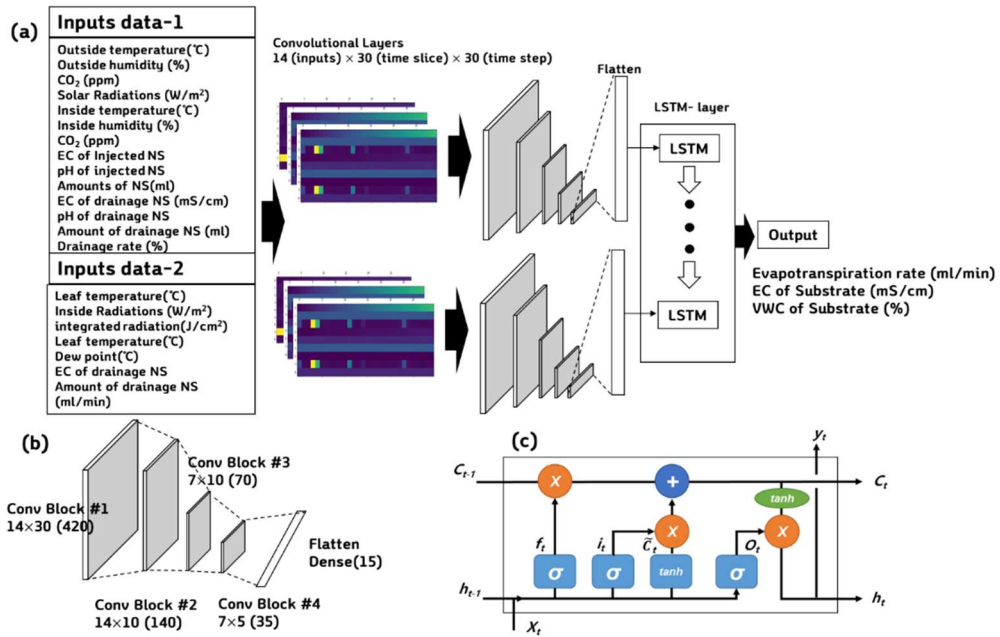 (a)
Inputs data-1
Outside temperature(℃)
Outside humidity (%)
CO₂ (ppm)
Solar Radiations (W/m²)
Inside temperature(℃)
Inside humidity (%)
CO₂ (ppm)
EC of Injected NS
pH of injected NS
Amounts of NS(ml)
EC of drainage NS (mS/cm)
pH of drainage NS
Amount of drainage NS (ml)
Drainage rate (%)
Inputs data-2
Leaf temperature(℃)
Inside Radiations (W/m²)
integrated radiation(J/cm²)
Leaf temperature(℃)
Dew point(℃)
EC of drainage NS
Amount of drainage NS
(ml/min)
Convolutional Layers
14 (inputs) × 30 (time slice) × 30 (time step)
Flatten
LSTM- layer
LSTM
LSTM
Output
Evapotranspiration rate (ml/min)
EC of Substrate (mS/cm)
VWC of Substrate (%)
(b)
Conv Block #1
14×30 (420)
Conv Block #2
14×10 (140)
Conv Block #3
7×10 (70)
Conv Block #4
7×5 (35)
Flatten
Dense(15)
(c)
yₜ
Cₜ₋₁
X
+
Cₜ
tanh
fₜ
iₜ
C̃ₜ
X
Oₜ
X
σ
σ
tanh
σ
hₜ₋₁
hₜ
Xₜ